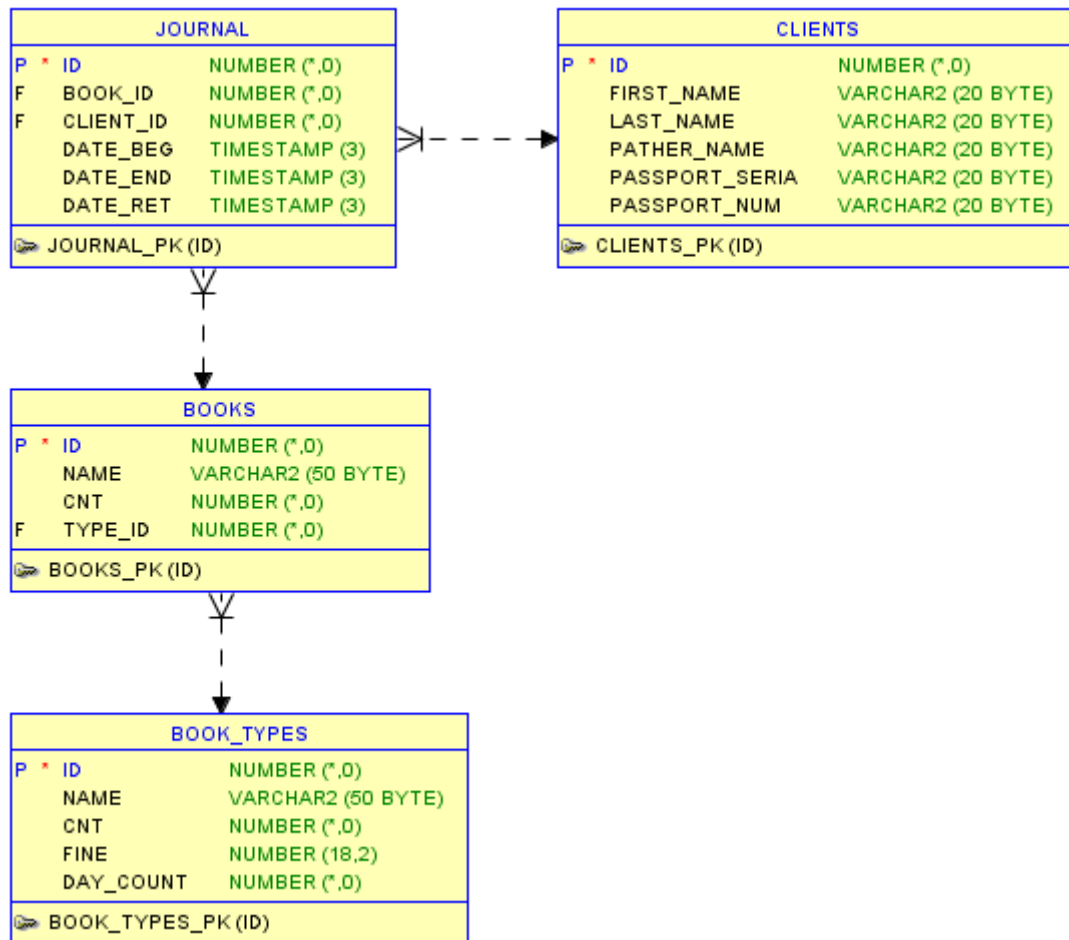 JOURNAL
P * ID NUMBER (*,0)
F BOOK_ID NUMBER (*,0)
F CLIENT_ID NUMBER (*,0)
DATE_BEG TIMESTAMP (3)
DATE_END TIMESTAMP (3)
DATE_RET TIMESTAMP (3)
JOURNAL_PK (ID)
CLIENTS
P * ID NUMBER (*,0)
FIRST_NAME VARCHAR2 (20 BYTE)
LAST_NAME VARCHAR2 (20 BYTE)
PATHER_NAME VARCHAR2 (20 BYTE)
PASSPORT_SERIA VARCHAR2 (20 BYTE)
PASSPORT_NUM VARCHAR2 (20 BYTE)
CLIENTS_PK (ID)
BOOKS
P * ID NUMBER (*,0)
NAME VARCHAR2 (50 BYTE)
CNT NUMBER (*,0)
F TYPE_ID NUMBER (*,0)
BOOKS_PK (ID)
BOOK_TYPES
P * ID NUMBER (*,0)
NAME VARCHAR2 (50 BYTE)
CNT NUMBER (*,0)
FINE NUMBER (18,2)
DAY_COUNT NUMBER (*,0)
BOOK_TYPES_PK (ID)